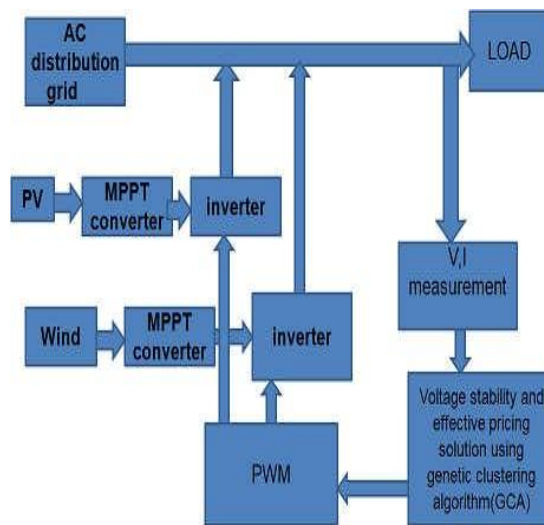 AC
distribution
grid
LOAD
PV
MPPT
converter
inverter
V,I
measurement
Wind
MPPT
converter
inverter
Voltage stability and
effective pricing
solution using
genetic clustering
algorithm(GCA)
PWM